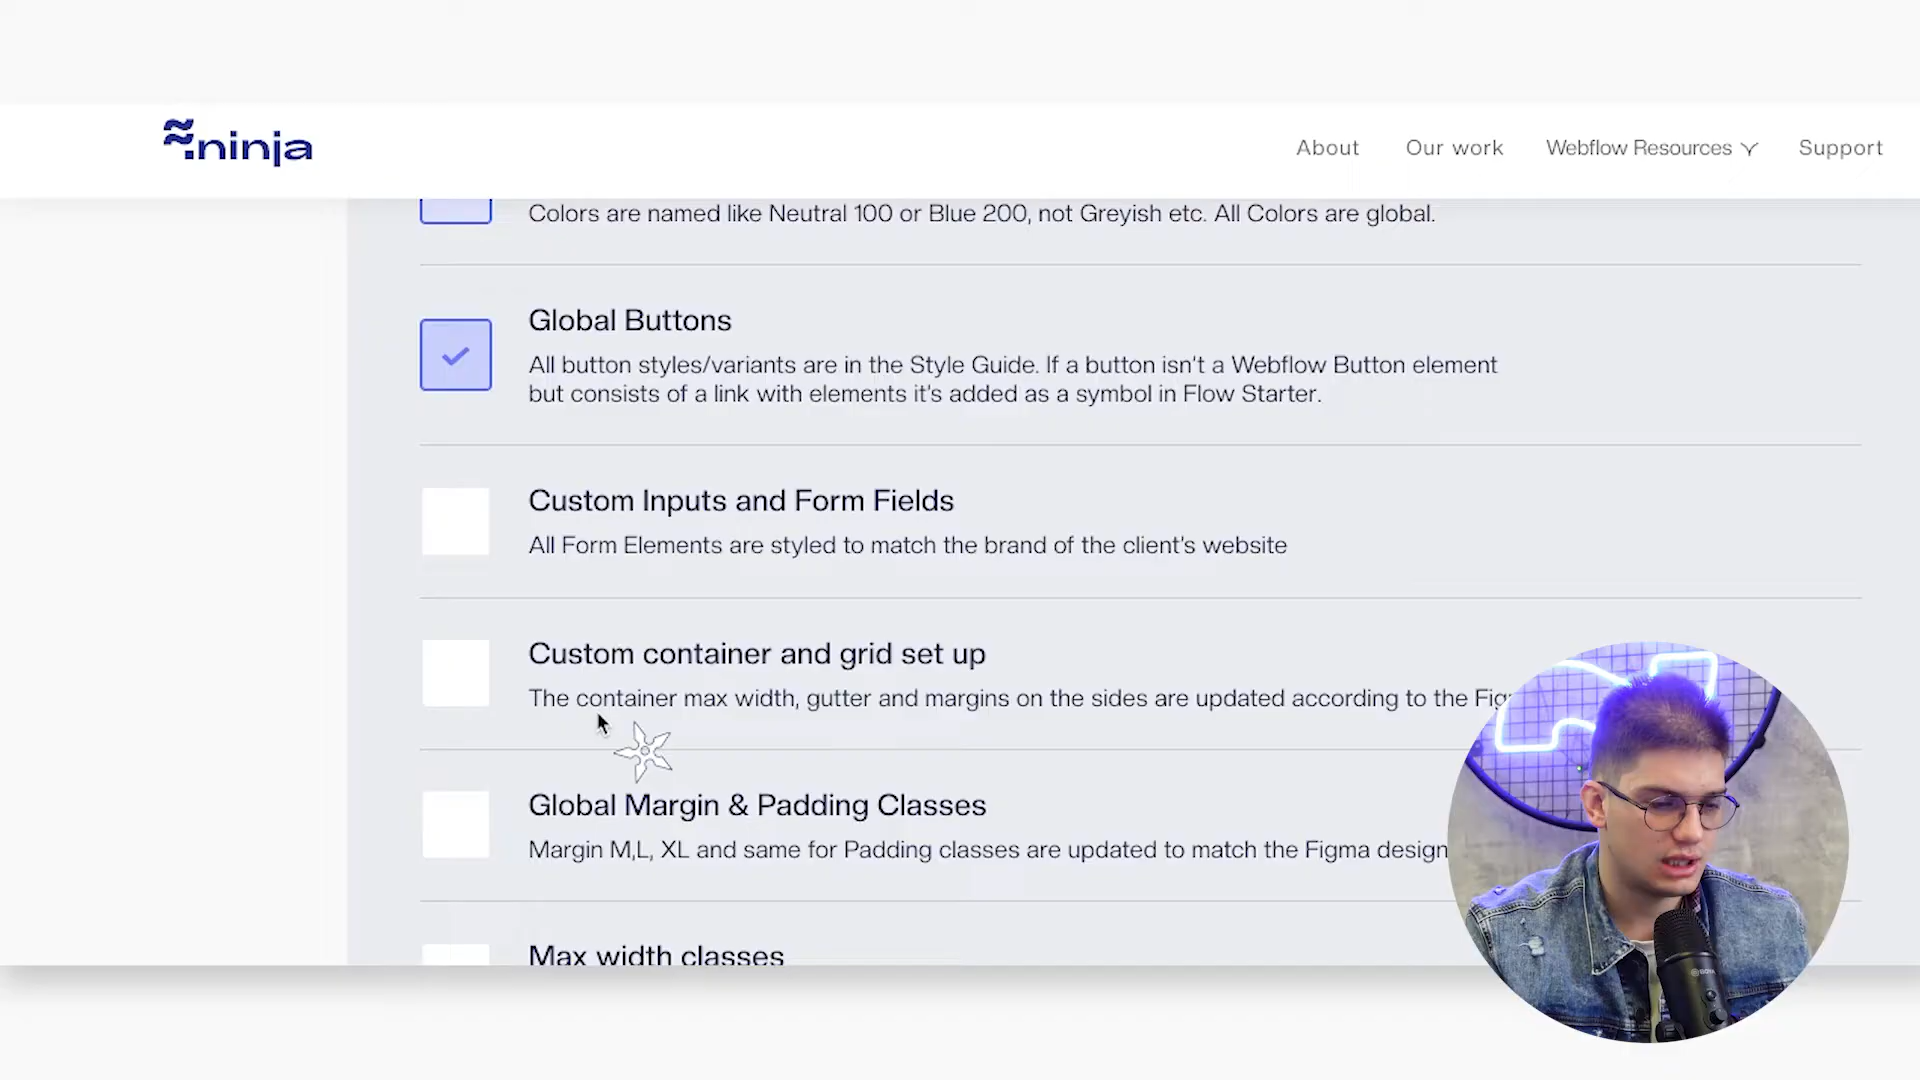 ninja
About
Our work
Webflow Resources
Support
Colors are named like Neutral 100 or Blue 200, not Greyish etc. All Colors are global.
Global Buttons
All button styles/variants are in the Style Guide. If a button isn't a Webflow Button element
but consists of a link with elements it's added as a symbol in Flow Starter.
Custom Inputs and Form Fields
All Form Elements are styled to match the brand of the client's website
Custom container and grid set up
The container max width, gutter and margins on the sides are updated according to the
Global Margin & Padding Classes
Margin M,L, XL and same for Padding classes are updated to match the Figma design
Max width classes